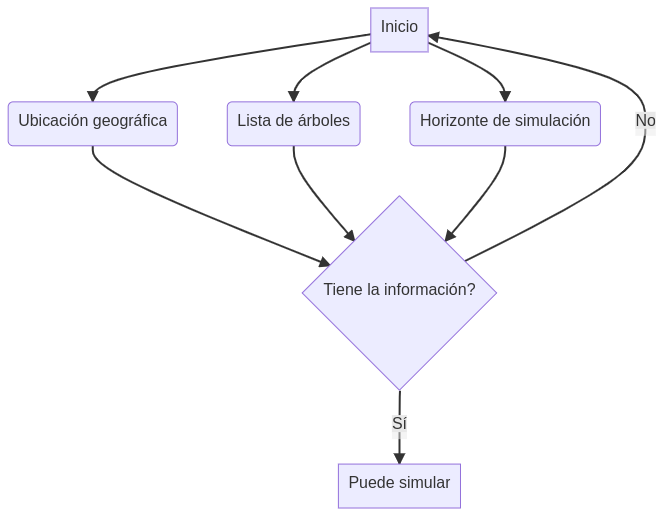 Inicio
Ubicación geográfica
Lista de árboles
Horizonte de simulación
No
Tiene la información?
Sí
Puede simular